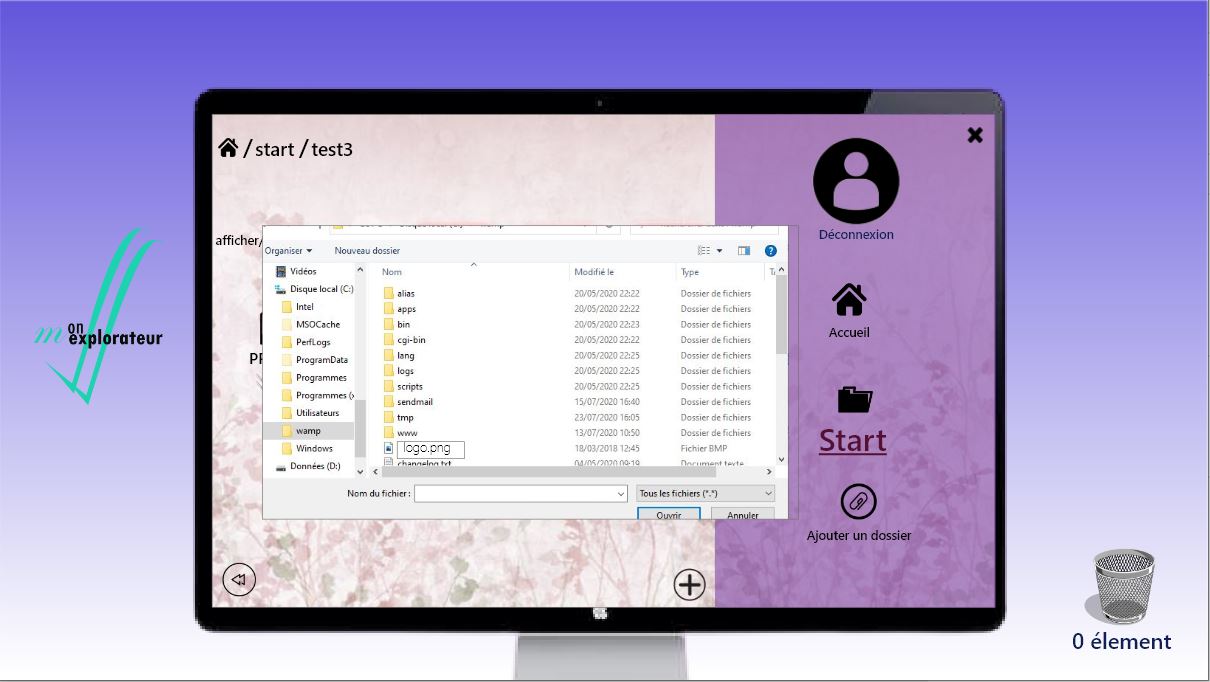 / start / test3
Déconnexion
afficher/
Organiser
Nouveau dossier
Vidéos
Disque local (C:)
Intel
MSOCache
PerfLogs
ProgramData
Programmes
Programmes (x
Utilisateurs
wamp
Windows
Données (D:)
Nom Modifié le Type
alias 20/05/2020 22:22 Dossier de fichiers
apps 20/05/2020 22:22 Dossier de fichiers
bin 20/05/2020 22:23 Dossier de fichiers
cgi-bin 20/05/2020 22:22 Dossier de fichiers
lang 20/05/2020 22:25 Dossier de fichiers
logs 20/05/2020 22:25 Dossier de fichiers
scripts 20/05/2020 22:25 Dossier de fichiers
sendmail 15/07/2020 16:40 Dossier de fichiers
tmp 23/07/2020 16:05 Dossier de fichiers
www 13/07/2020 10:50 Dossier de fichiers
logo.png 18/03/2018 12:45 Fichier BMP
changelog.txt 04/05/2020 09:19 Document texte
Nom du fichier : Tous les fichiers (*.*)
Ouvrir Annuler
Accueil
Start
Ajouter un dossier
m on
explorateur
PR
0 élement